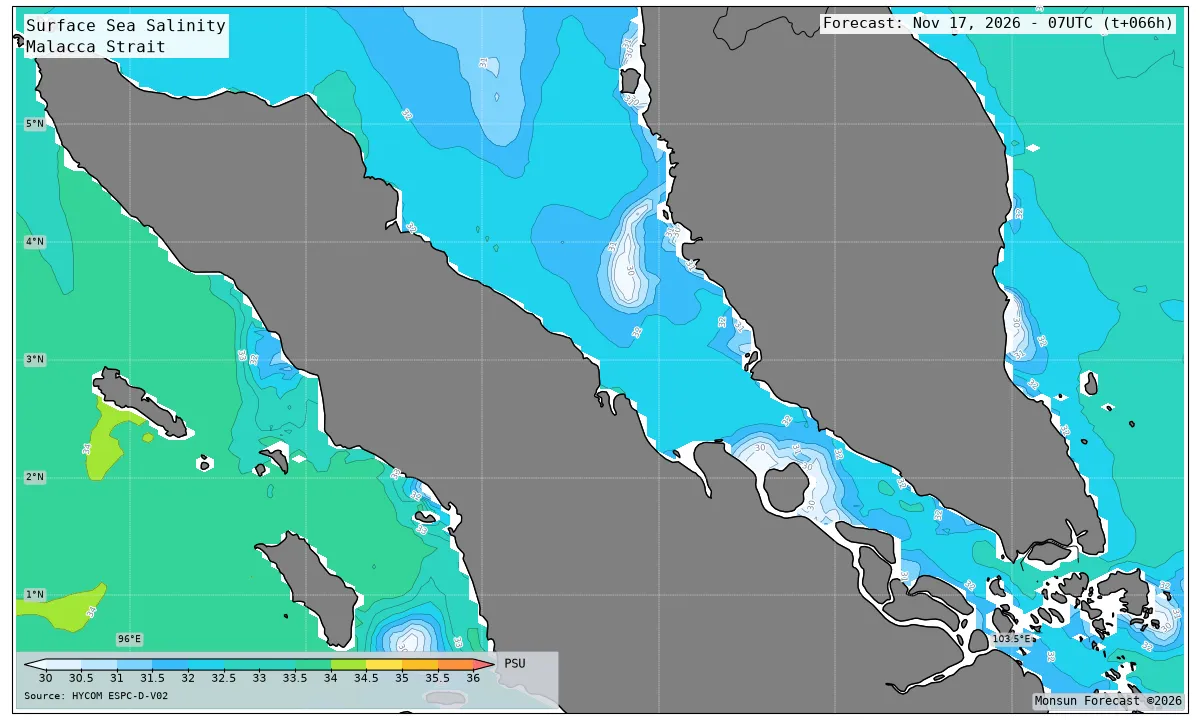 Surface Sea Salinity
Malacca Strait
Forecast: Nov 17, 2026 - 07UTC (t+066h)
5°N
4°N
3°N
2°N
1°N
96°E
103.5°E
PSU
30 30.5 31 31.5 32 32.5 33 33.5 34 34.5 35 35.5 36
Source: HYCOM ESPC-D-V02
Monsun Forecast ©2026